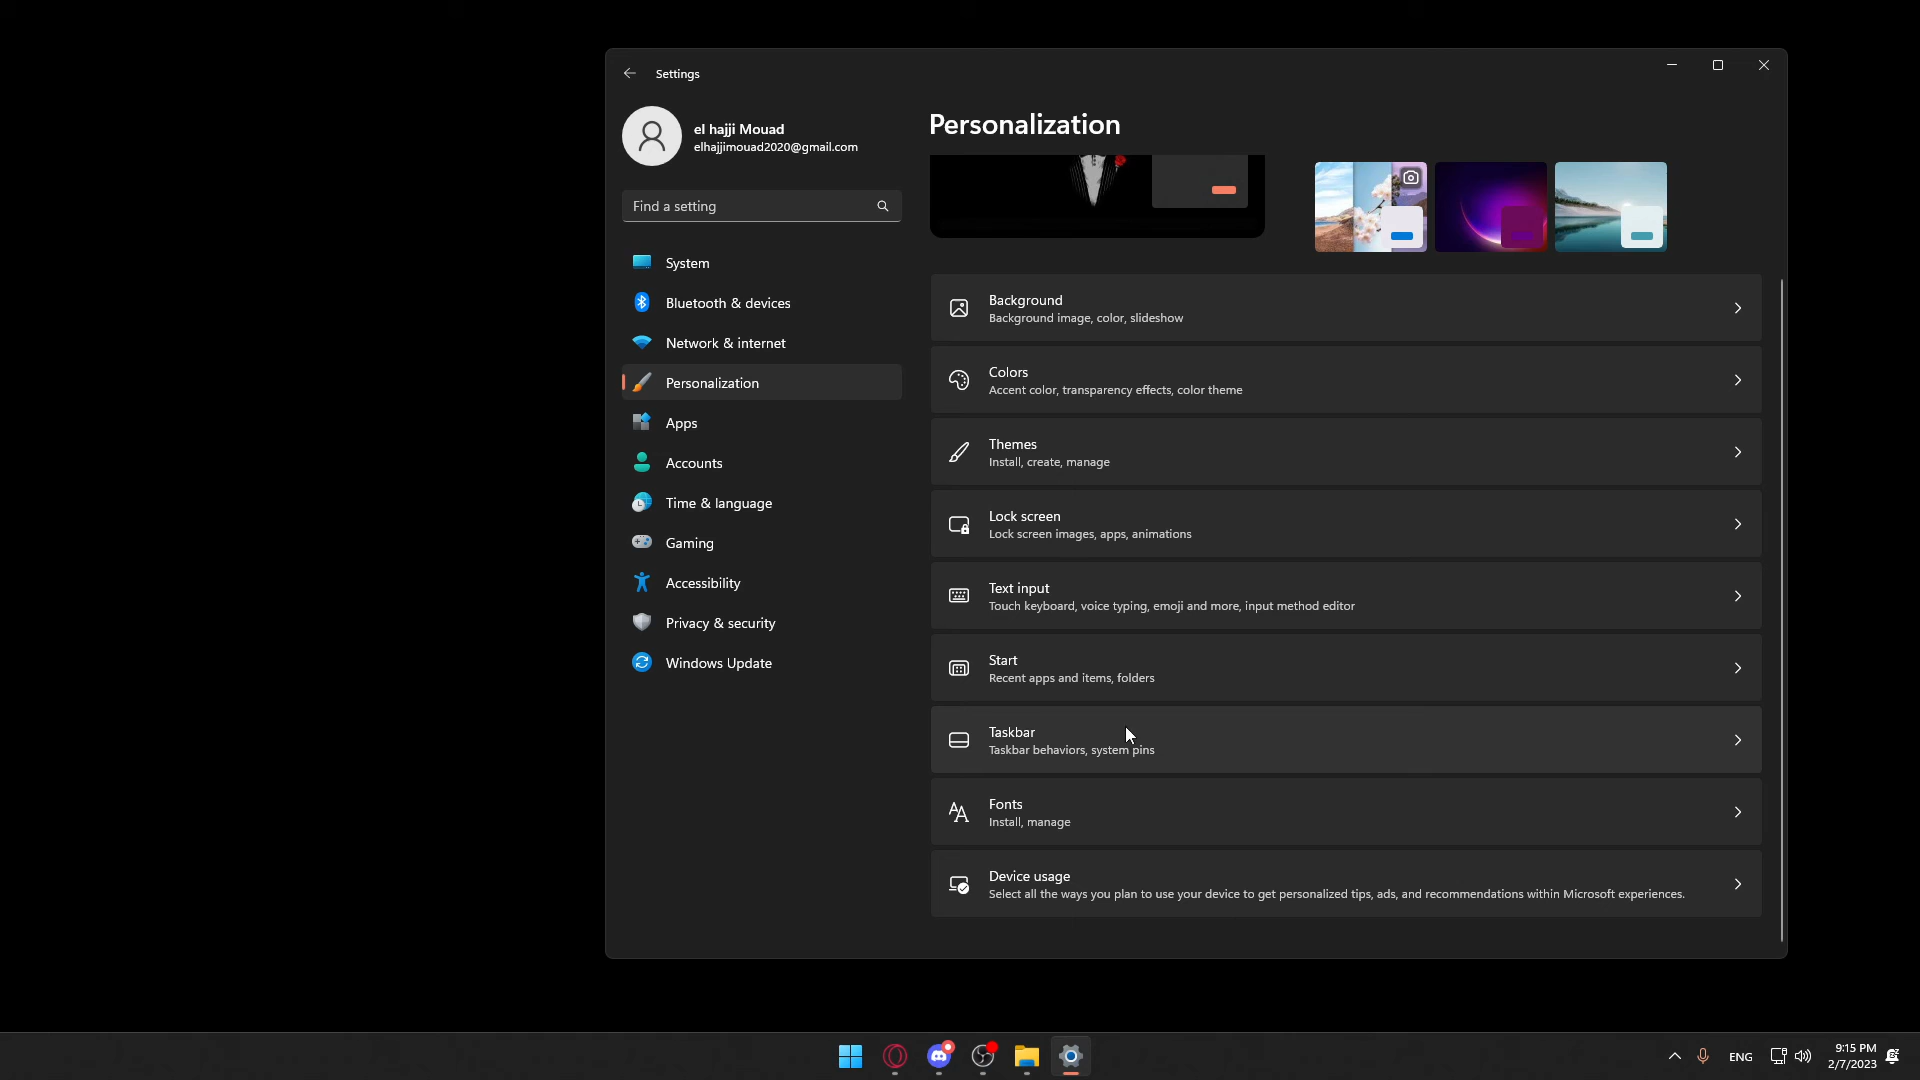 Settings
el hajji Mouad
elhajjimouad2020@gmail.com
Find a setting
System
Bluetooth & devices
Network & internet
Personalization
Apps
Accounts
Time & language
Gaming
Accessibility
Privacy & security
Windows Update
Personalization
Background
Background image, color, slideshow
Colors
Accent color, transparency effects, color theme
Themes
Install, create, manage
Lock screen
Lock screen images, apps, animations
Text input
Touch keyboard, voice typing, emoji and more, input method editor
Start
Recent apps and items, folders
Taskbar
Taskbar behaviors, system pins
Fonts
Install, manage
Device usage
Select all the ways you plan to use your device to get personalized tips, ads, and recommendations within Microsoft experiences.
ENG
9:15 PM
2/7/2023